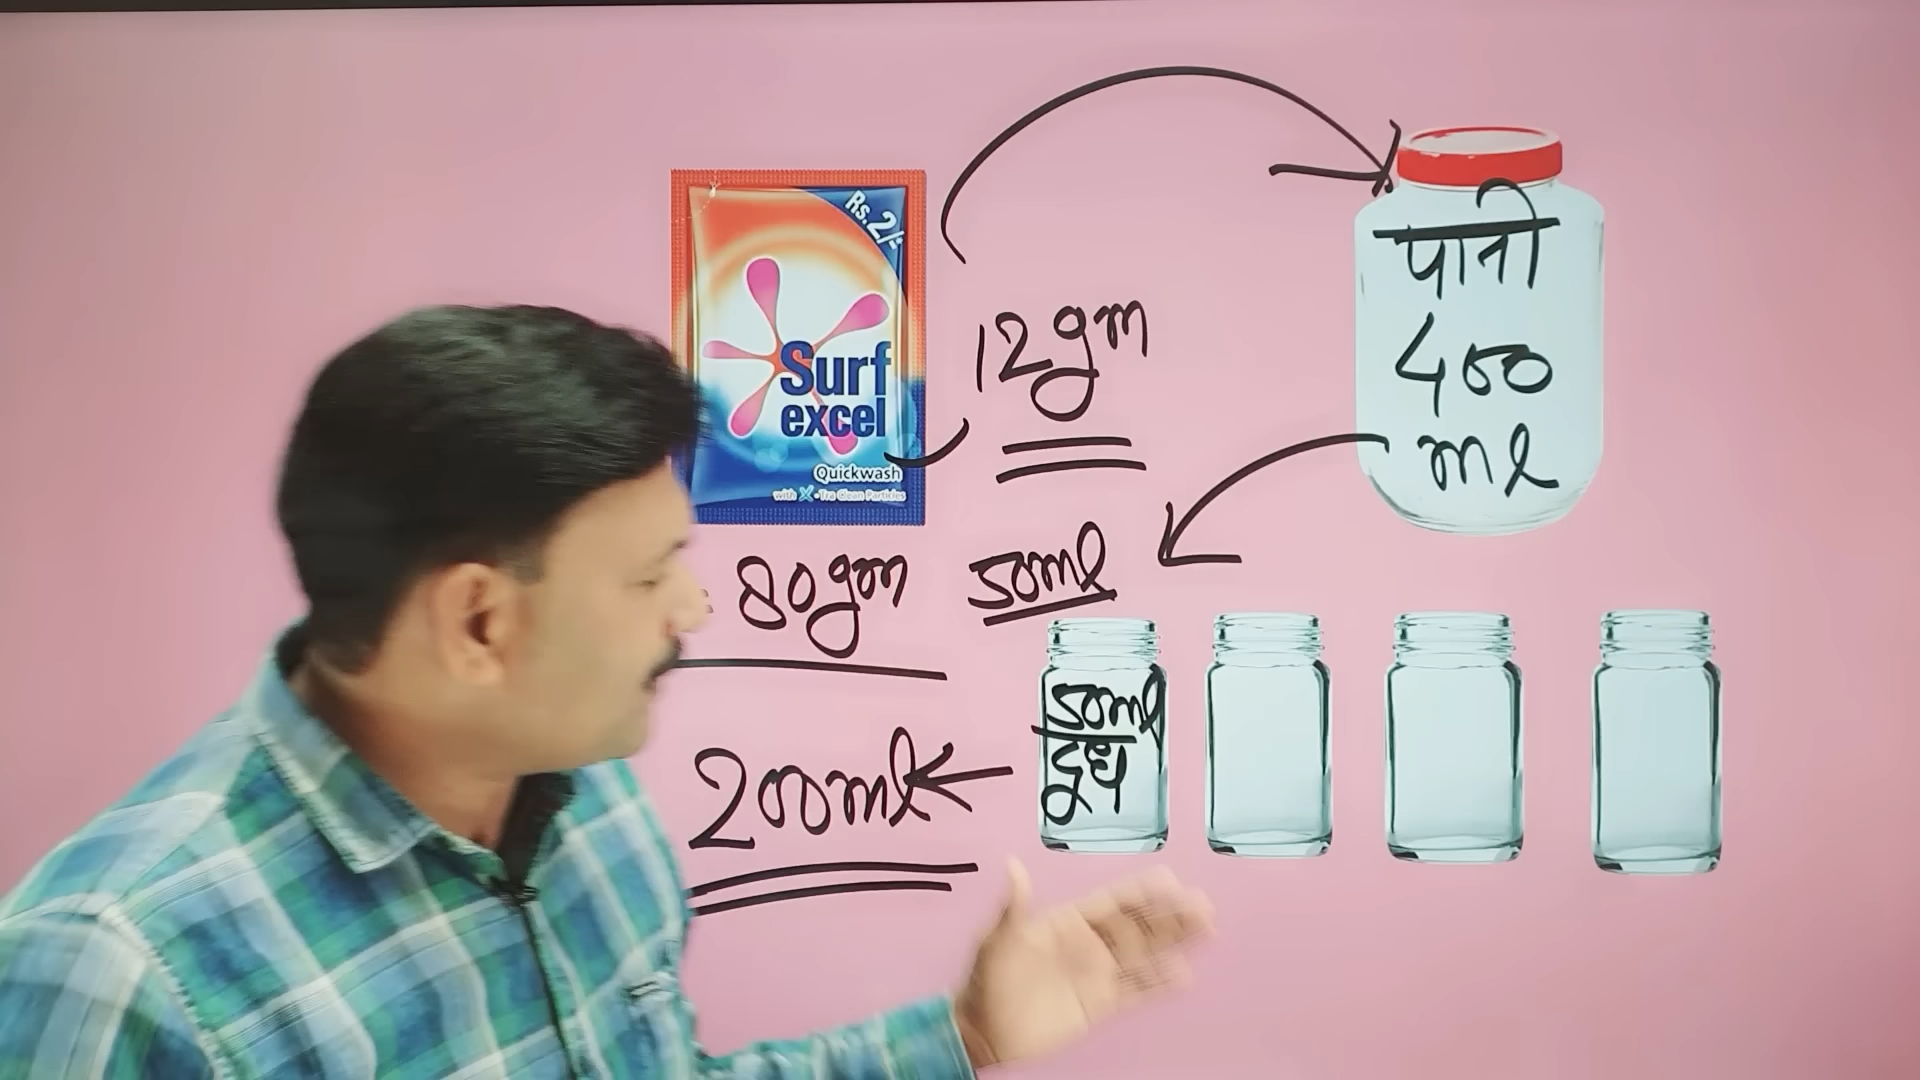 Rs. 2/-
Surf
excel
Quickwash
with X-Tra Clean Particles
12gm
पानी
400
ml
80gm
50ml
50ml
दुध
200ml